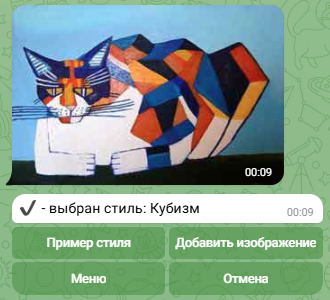 00:09
✔ - выбран стиль: Кубизм
00:09
Пример стиля
Добавить изображение
Меню
Отмена